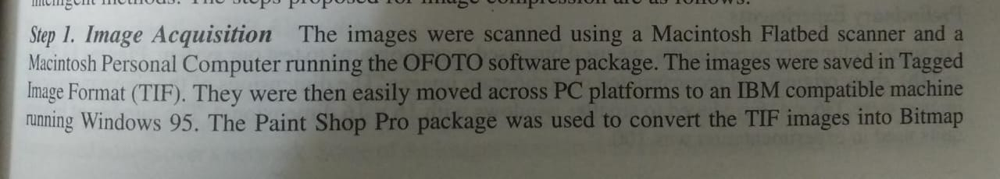 Step 1. Image Acquisition The images were scanned using a Macintosh Flatbed scanner and a
Macintosh Personal Computer running the OFOTO software package. The images were saved in Tagged
Image Format (TIF). They were then easily moved across PC platforms to an IBM compatible machine
running Windows 95. The Paint Shop Pro package was used to convert the TIF images into Bitmap